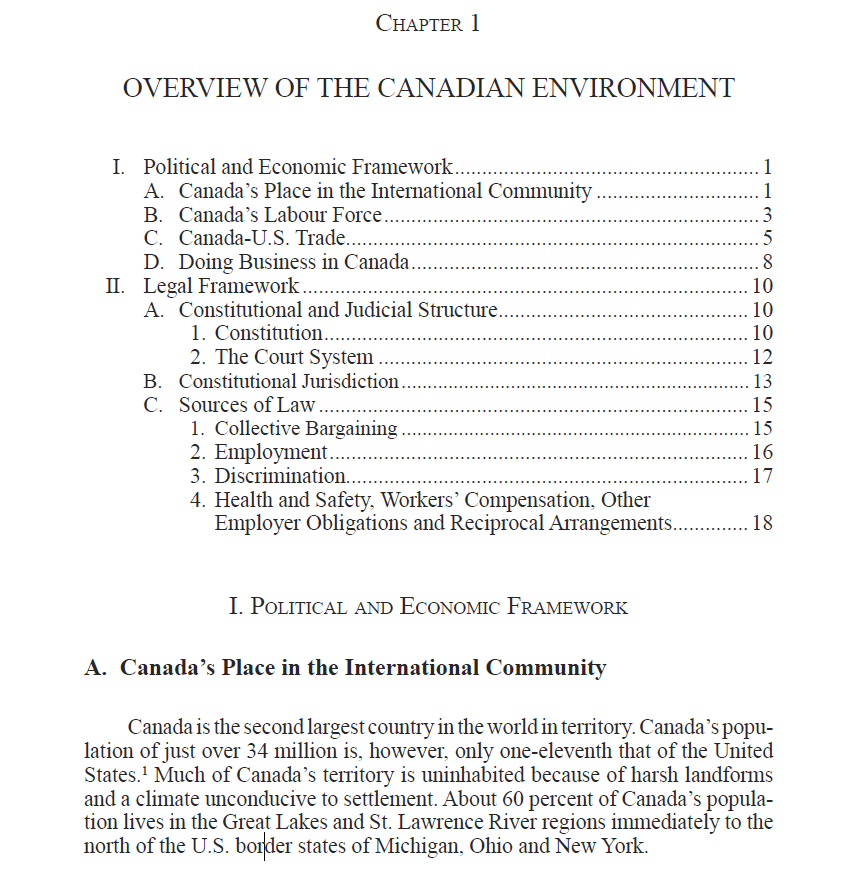 CHAPTER 1
OVERVIEW OF THE CANADIAN ENVIRONMENT
I. Political and Economic Framework.............................................................. 1
A. Canada’s Place in the International Community ................................. 1
B. Canada’s Labour Force.......................................................................... 3
C. Canada-U.S. Trade................................................................................. 5
D. Doing Business in Canada..................................................................... 8
II. Legal Framework........................................................................................... 10
A. Constitutional and Judicial Structure................................................... 10
1. Constitution...................................................................................... 10
2. The Court System ........................................................................... 12
B. Constitutional Jurisdiction...................................................................... 13
C. Sources of Law ....................................................................................... 15
1. Collective Bargaining ...................................................................... 15
2. Employment..................................................................................... 16
3. Discrimination.................................................................................. 17
4. Health and Safety, Workers’ Compensation, Other
Employer Obligations and Reciprocal Arrangements............... 18
I. POLITICAL AND ECONOMIC FRAMEWORK
A. Canada’s Place in the International Community
Canada is the second largest country in the world in territory. Canada’s popu-
lation of just over 34 million is, however, only one-eleventh that of the United
States.¹ Much of Canada’s territory is uninhabited because of harsh landforms
and a climate unconducive to settlement. About 60 percent of Canada’s popula-
tion lives in the Great Lakes and St. Lawrence River regions immediately to the
north of the U.S. border states of Michigan, Ohio and New York.